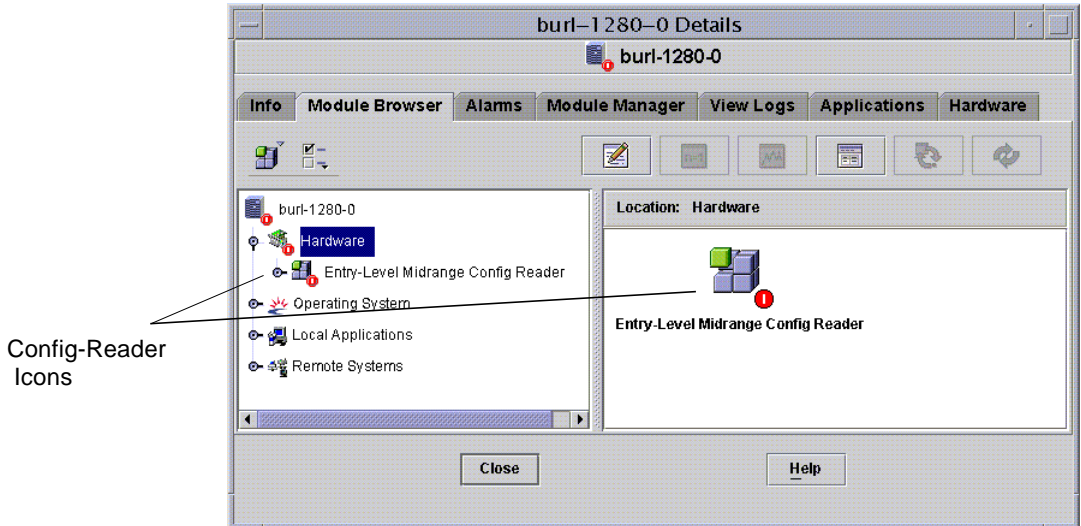 burl–1280–0 Details
burl-1280-0
Info Module Browser Alarms Module Manager View Logs Applications Hardware
burl-1280-0
Hardware
Entry-Level Midrange Config Reader
Operating System
Local Applications
Remote Systems
Location: Hardware
Entry-Level Midrange Config Reader
Config-Reader
Icons
Close Help